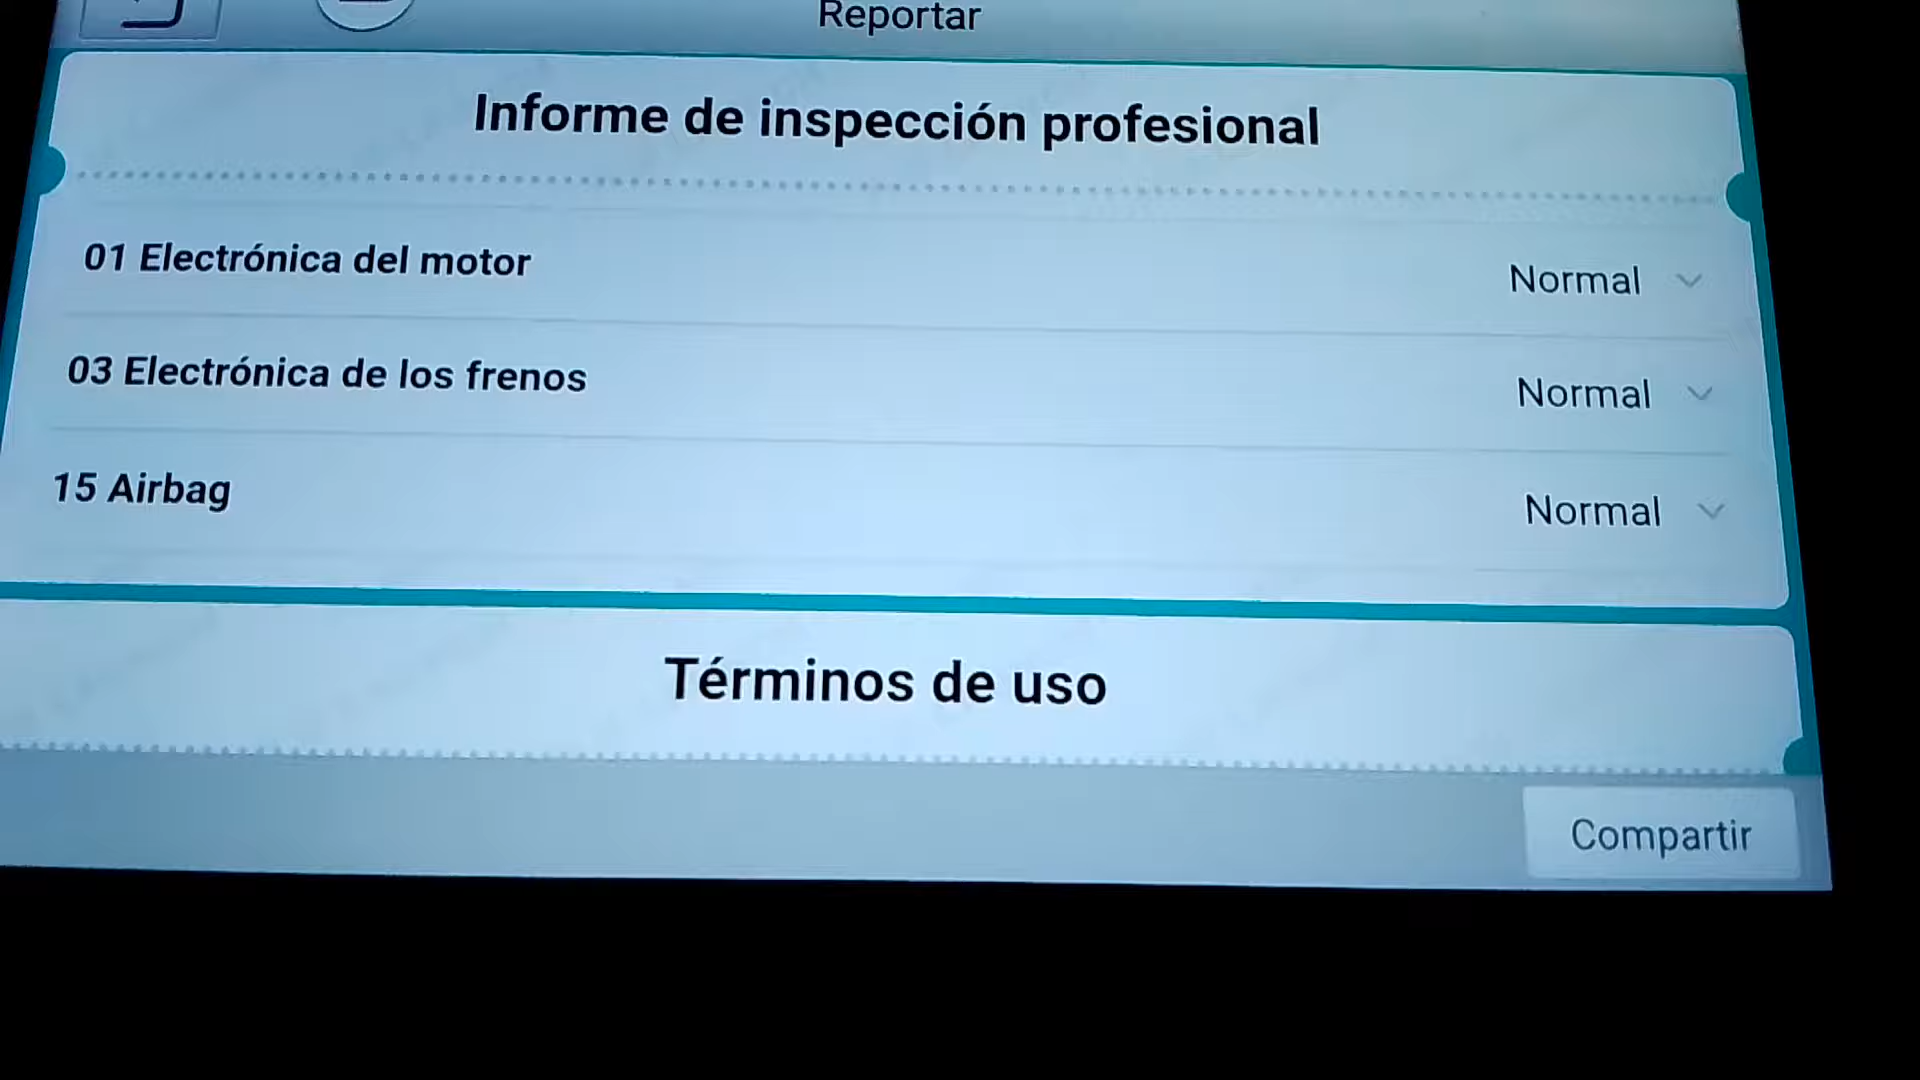 Reportar
Informe de inspección profesional
01 Electrónica del motor Normal
03 Electrónica de los frenos Normal
15 Airbag Normal
Términos de uso
Compartir